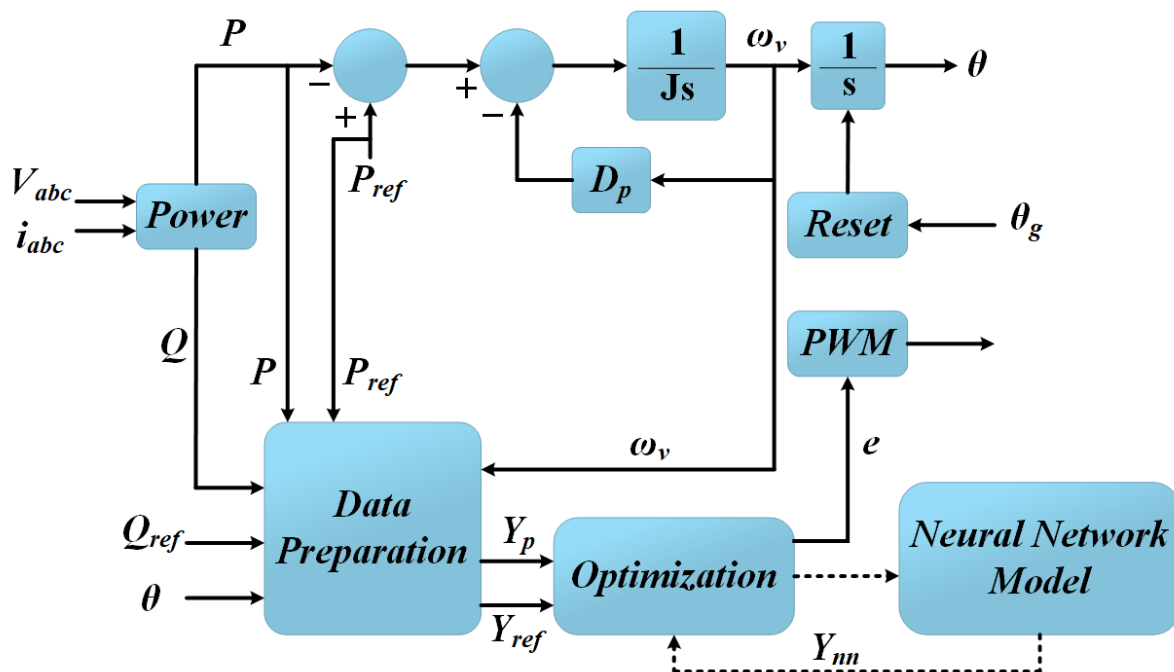 P
−
+
P_ref
+
−
1
Js
ω_v
1
s
θ
D_p
V_abc
i_abc
Power
Reset
θ_g
Q
P
P_ref
ω_v
PWM
e
Data
Preparation
Q_ref
θ
Y_p
Y_ref
Optimization
Neural Network
Model
Y_nn